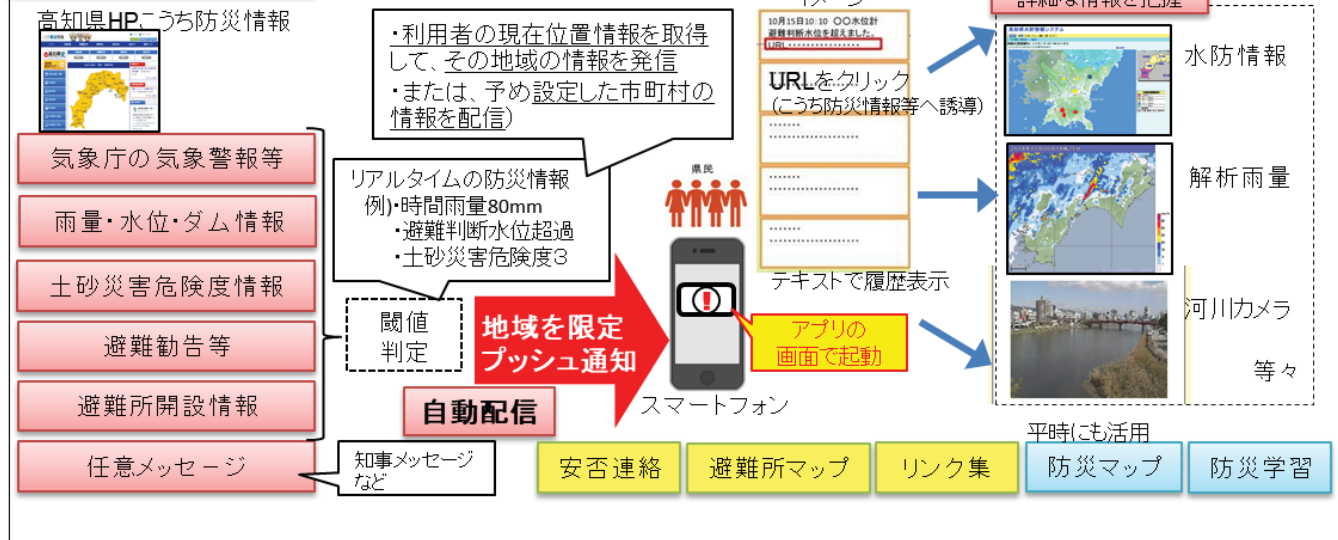 高知県HPこうち防災情報
気象庁の気象警報等
雨量・水位・ダム情報
土砂災害危険度情報
避難勧告等
避難所開設情報
任意メッセージ
知事メッセージ
など
・利用者の現在位置情報を取得
して、その地域の情報を発信
・または、予め設定した市町村の
情報を配信)
リアルタイムの防災情報
例)・時間雨量80mm
・避難判断水位超過
・土砂災害危険度3
閾値
判定
地域を限定
プッシュ通知
自動配信
県民
スマートフォン
アプリの
画面で起動
イメージ
10月15日10:10 〇〇水位計
避難判断水位を超えました。
URL
URLをクリック
(こうち防災情報等へ誘導)
テキストで履歴表示
詳細な情報を把握
水防情報
解析雨量
河川カメラ
等々
平時にも活用
安否連絡
避難所マップ
リンク集
防災マップ
防災学習